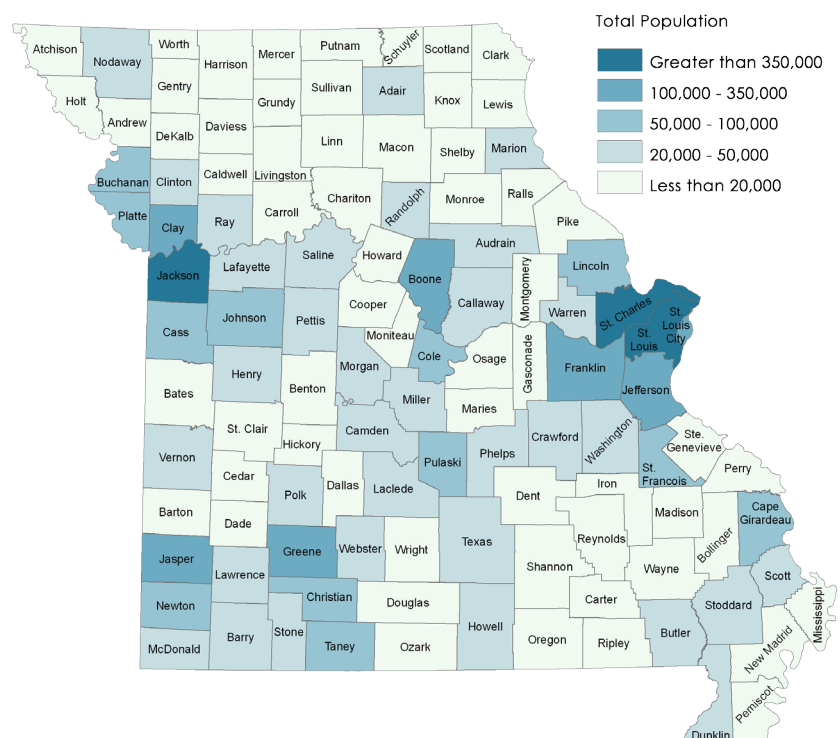 Total Population
Greater than 350,000
100,000 - 350,000
50,000 - 100,000
20,000 - 50,000
Less than 20,000
Atchison
Nodaway
Worth
Harrison
Mercer
Putnam
Schuyler
Scotland
Clark
Holt
Andrew
Gentry
DeKalb
Daviess
Grundy
Sullivan
Adair
Knox
Lewis
Linn
Macon
Shelby
Marion
Buchanan
Clinton
Caldwell
Livingston
Chariton
Randolph
Monroe
Ralls
Pike
Platte
Clay
Ray
Carroll
Saline
Howard
Boone
Audrain
Lincoln
Jackson
Lafayette
Cooper
Callaway
Montgomery
Warren
St. Charles
St.
Louis
St.
Louis
City
Cass
Johnson
Pettis
Moniteau
Cole
Osage
Gasconade
Franklin
Jefferson
Bates
Henry
Benton
Morgan
Miller
Maries
St. Clair
Hickory
Camden
Pulaski
Phelps
Crawford
Washington
St.
Francois
Ste.
Genevieve
Perry
Vernon
Cedar
Polk
Dallas
Laclede
Dent
Iron
Madison
Bollinger
Cape
Girardeau
Barton
Dade
Greene
Webster
Wright
Texas
Shannon
Reynolds
Wayne
Jasper
Lawrence
Christian
Douglas
Carter
Stoddard
Scott
Mississippi
Newton
Barry
Stone
Taney
Ozark
Howell
Oregon
Ripley
Butler
New Madrid
McDonald
Dunklin
Pemiscot